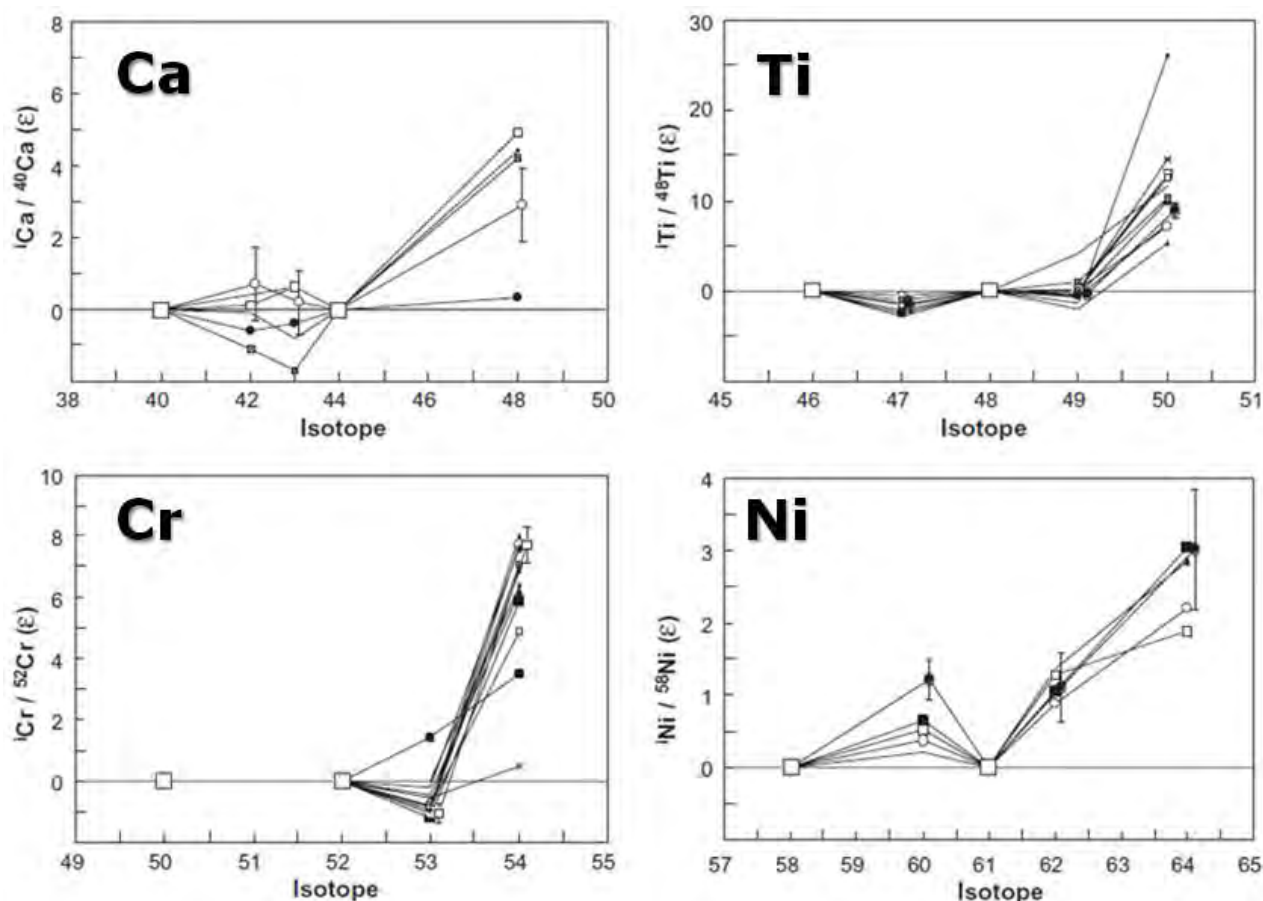 Ca
ⁱCa / ⁴⁰Ca (ε)
8
6
4
2
0
38 40 42 44 46 48 50
Isotope
Ti
ⁱTi / ⁴⁸Ti (ε)
30
20
10
0
45 46 47 48 49 50 51
Isotope
Cr
ⁱCr / ⁵²Cr (ε)
10
8
6
4
2
0
49 50 51 52 53 54 55
Isotope
Ni
ⁱNi / ⁵⁸Ni (ε)
4
3
2
1
0
57 58 60 61 62 63 64 65
Isotope